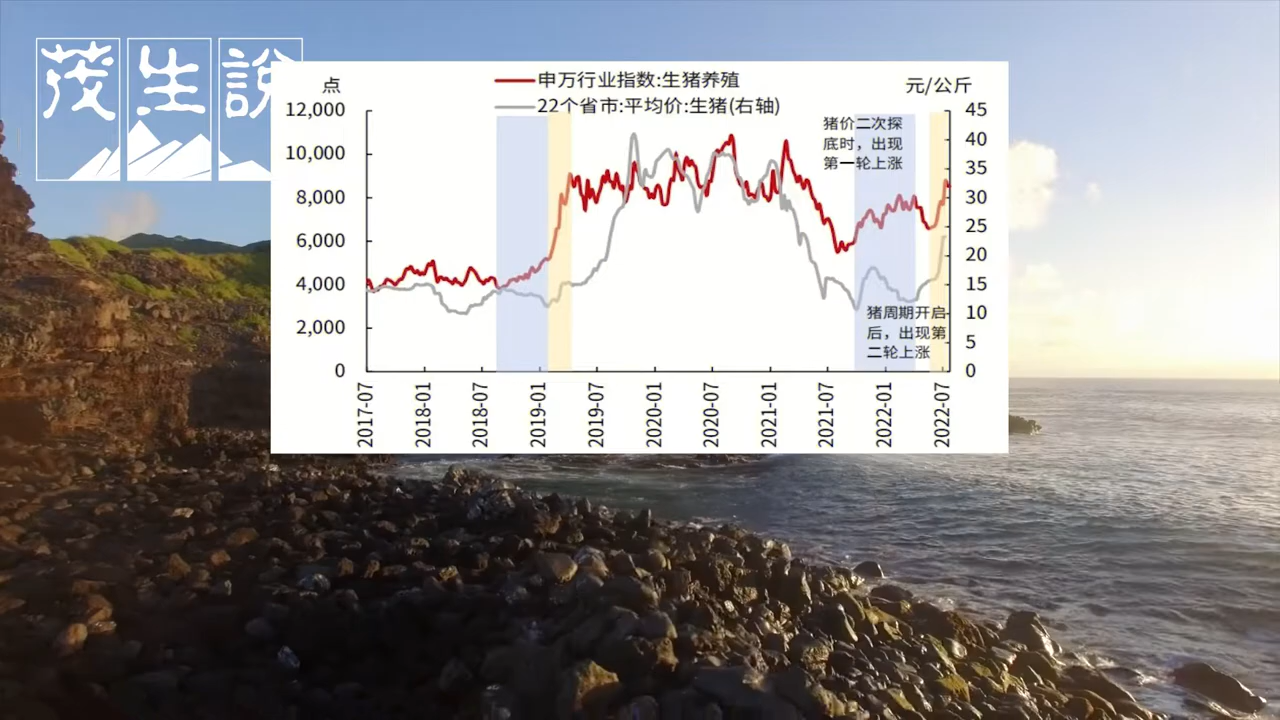 茂生說
点
元/公斤
申万行业指数:生猪养殖
22个省市:平均价:生猪(右轴)
12,000
10,000
8,000
6,000
4,000
2,000
0
45
40
35
30
25
20
15
10
5
0
猪价二次探
底时，出现
第一轮上涨
猪周期开启
后，出现第
二轮上涨
2017-07
2018-01
2018-07
2019-01
2019-07
2020-01
2020-07
2021-01
2021-07
2022-01
2022-07